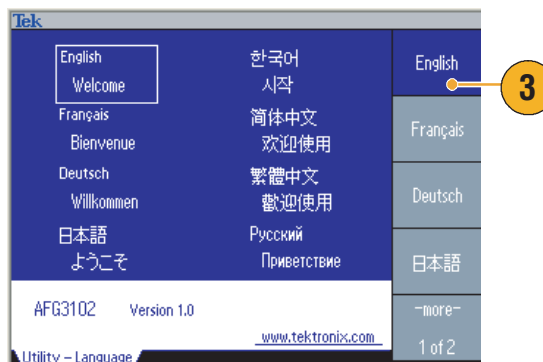 Tek
English
Welcome
Français
Bienvenue
Deutsch
Willkommen
日本語
ようこそ
한국어
시작
简体中文
欢迎使用
繁體中文
歡迎使用
Русский
Приветствие
AFG3102 Version 1.0
www.tektronix.com
Utility – Language
English
Français
Deutsch
日本語
-more-
1 of 2
3